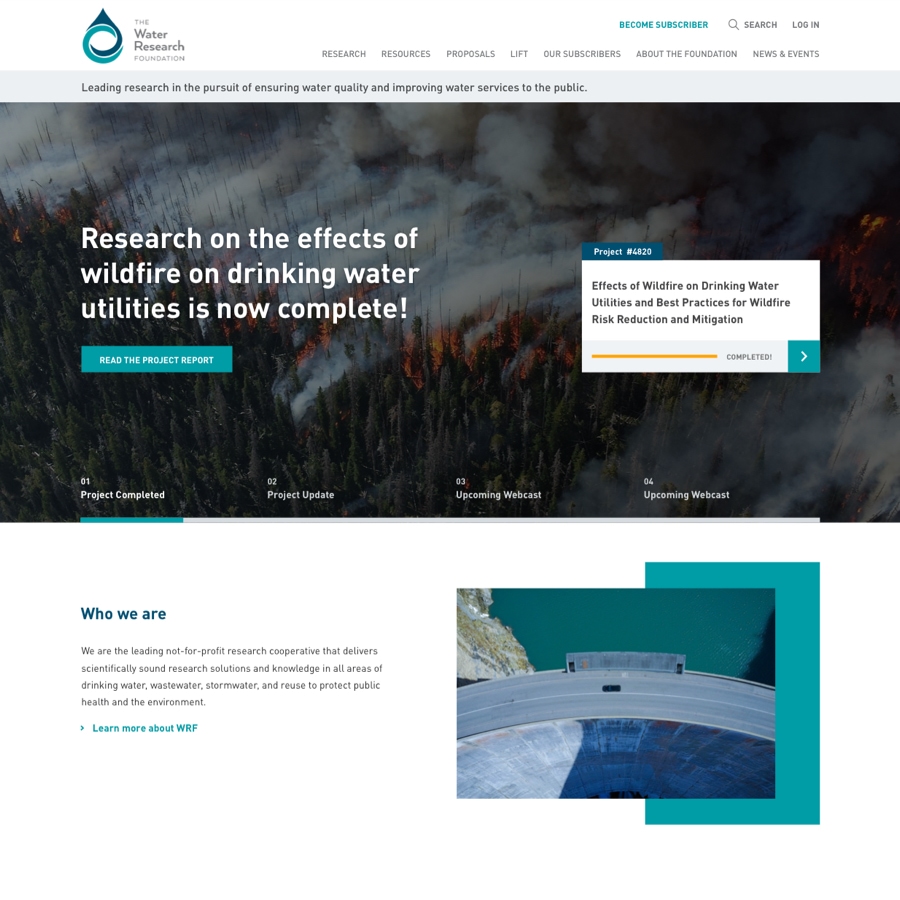 THE
Water
Research
FOUNDATION
BECOME SUBSCRIBER
SEARCH
LOG IN
RESEARCH
RESOURCES
PROPOSALS
LIFT
OUR SUBSCRIBERS
ABOUT THE FOUNDATION
NEWS & EVENTS
Leading research in the pursuit of ensuring water quality and improving water services to the public.
Research on the effects of
wildfire on drinking water
utilities is now complete!
READ THE PROJECT REPORT
Project #4820
Effects of Wildfire on Drinking Water
Utilities and Best Practices for Wildfire
Risk Reduction and Mitigation
COMPLETED!
01
Project Completed
02
Project Update
03
Upcoming Webcast
04
Upcoming Webcast
Who we are
We are the leading not-for-profit research cooperative that delivers
scientifically sound research solutions and knowledge in all areas of
drinking water, wastewater, stormwater, and reuse to protect public
health and the environment.
Learn more about WRF